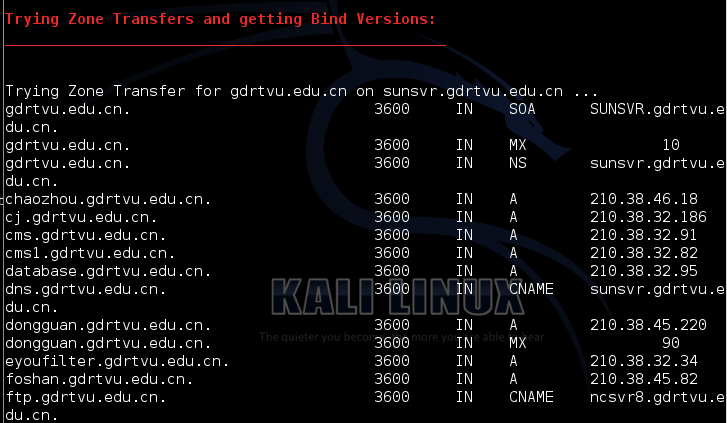 Trying Zone Transfers and getting Bind Versions:
Trying Zone Transfer for gdrtvu.edu.cn on sunsvr.gdrtvu.edu.cn ...
gdrtvu.edu.cn. 3600 IN SOA SUNSVR.gdrtvu.e
du.cn.
gdrtvu.edu.cn. 3600 IN MX 10
gdrtvu.edu.cn. 3600 IN NS sunsvr.gdrtvu.e
du.cn.
chaozhou.gdrtvu.edu.cn. 3600 IN A 210.38.46.18
cj.gdrtvu.edu.cn. 3600 IN A 210.38.32.186
cms.gdrtvu.edu.cn. 3600 IN A 210.38.32.91
cms1.gdrtvu.edu.cn. 3600 IN A 210.38.32.82
database.gdrtvu.edu.cn. 3600 IN A 210.38.32.95
dns.gdrtvu.edu.cn. 3600 IN CNAME sunsvr.gdrtvu.e
du.cn.
KALI LINUX
dongguan.gdrtvu.edu.cn. 3600 IN A 210.38.45.220
The quieter you become, the more you are able to hear.
dongguan.gdrtvu.edu.cn. 3600 IN MX 90
eyoufilter.gdrtvu.edu.cn. 3600 IN A 210.38.32.34
foshan.gdrtvu.edu.cn. 3600 IN A 210.38.45.82
ftp.gdrtvu.edu.cn. 3600 IN CNAME ncsvr8.gdrtvu.e
du.cn.